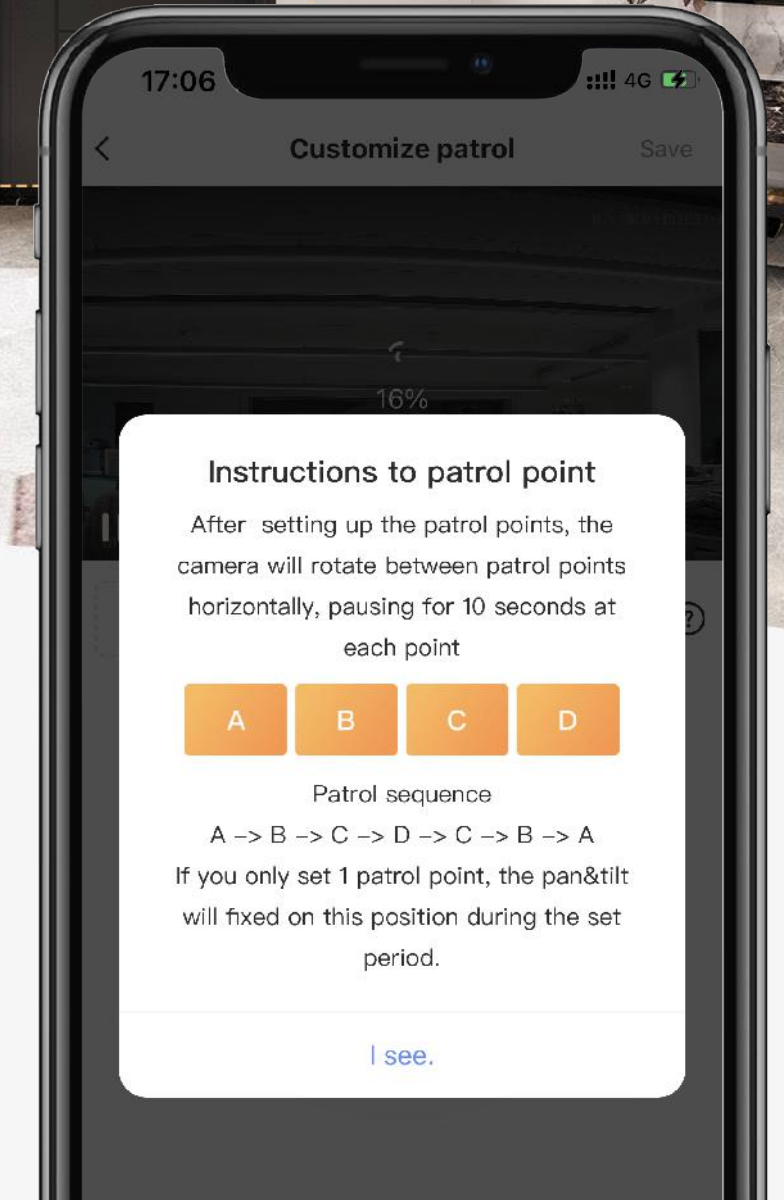 17:06
4G
Customize patrol
Save
16%
Instructions to patrol point
After setting up the patrol points, the
camera will rotate between patrol points
horizontally, pausing for 10 seconds at
each point
?
A B C D
Patrol sequence
A –> B –> C –> D –> C –> B –> A
If you only set 1 patrol point, the pan&tilt
will fixed on this position during the set
period.
I see.